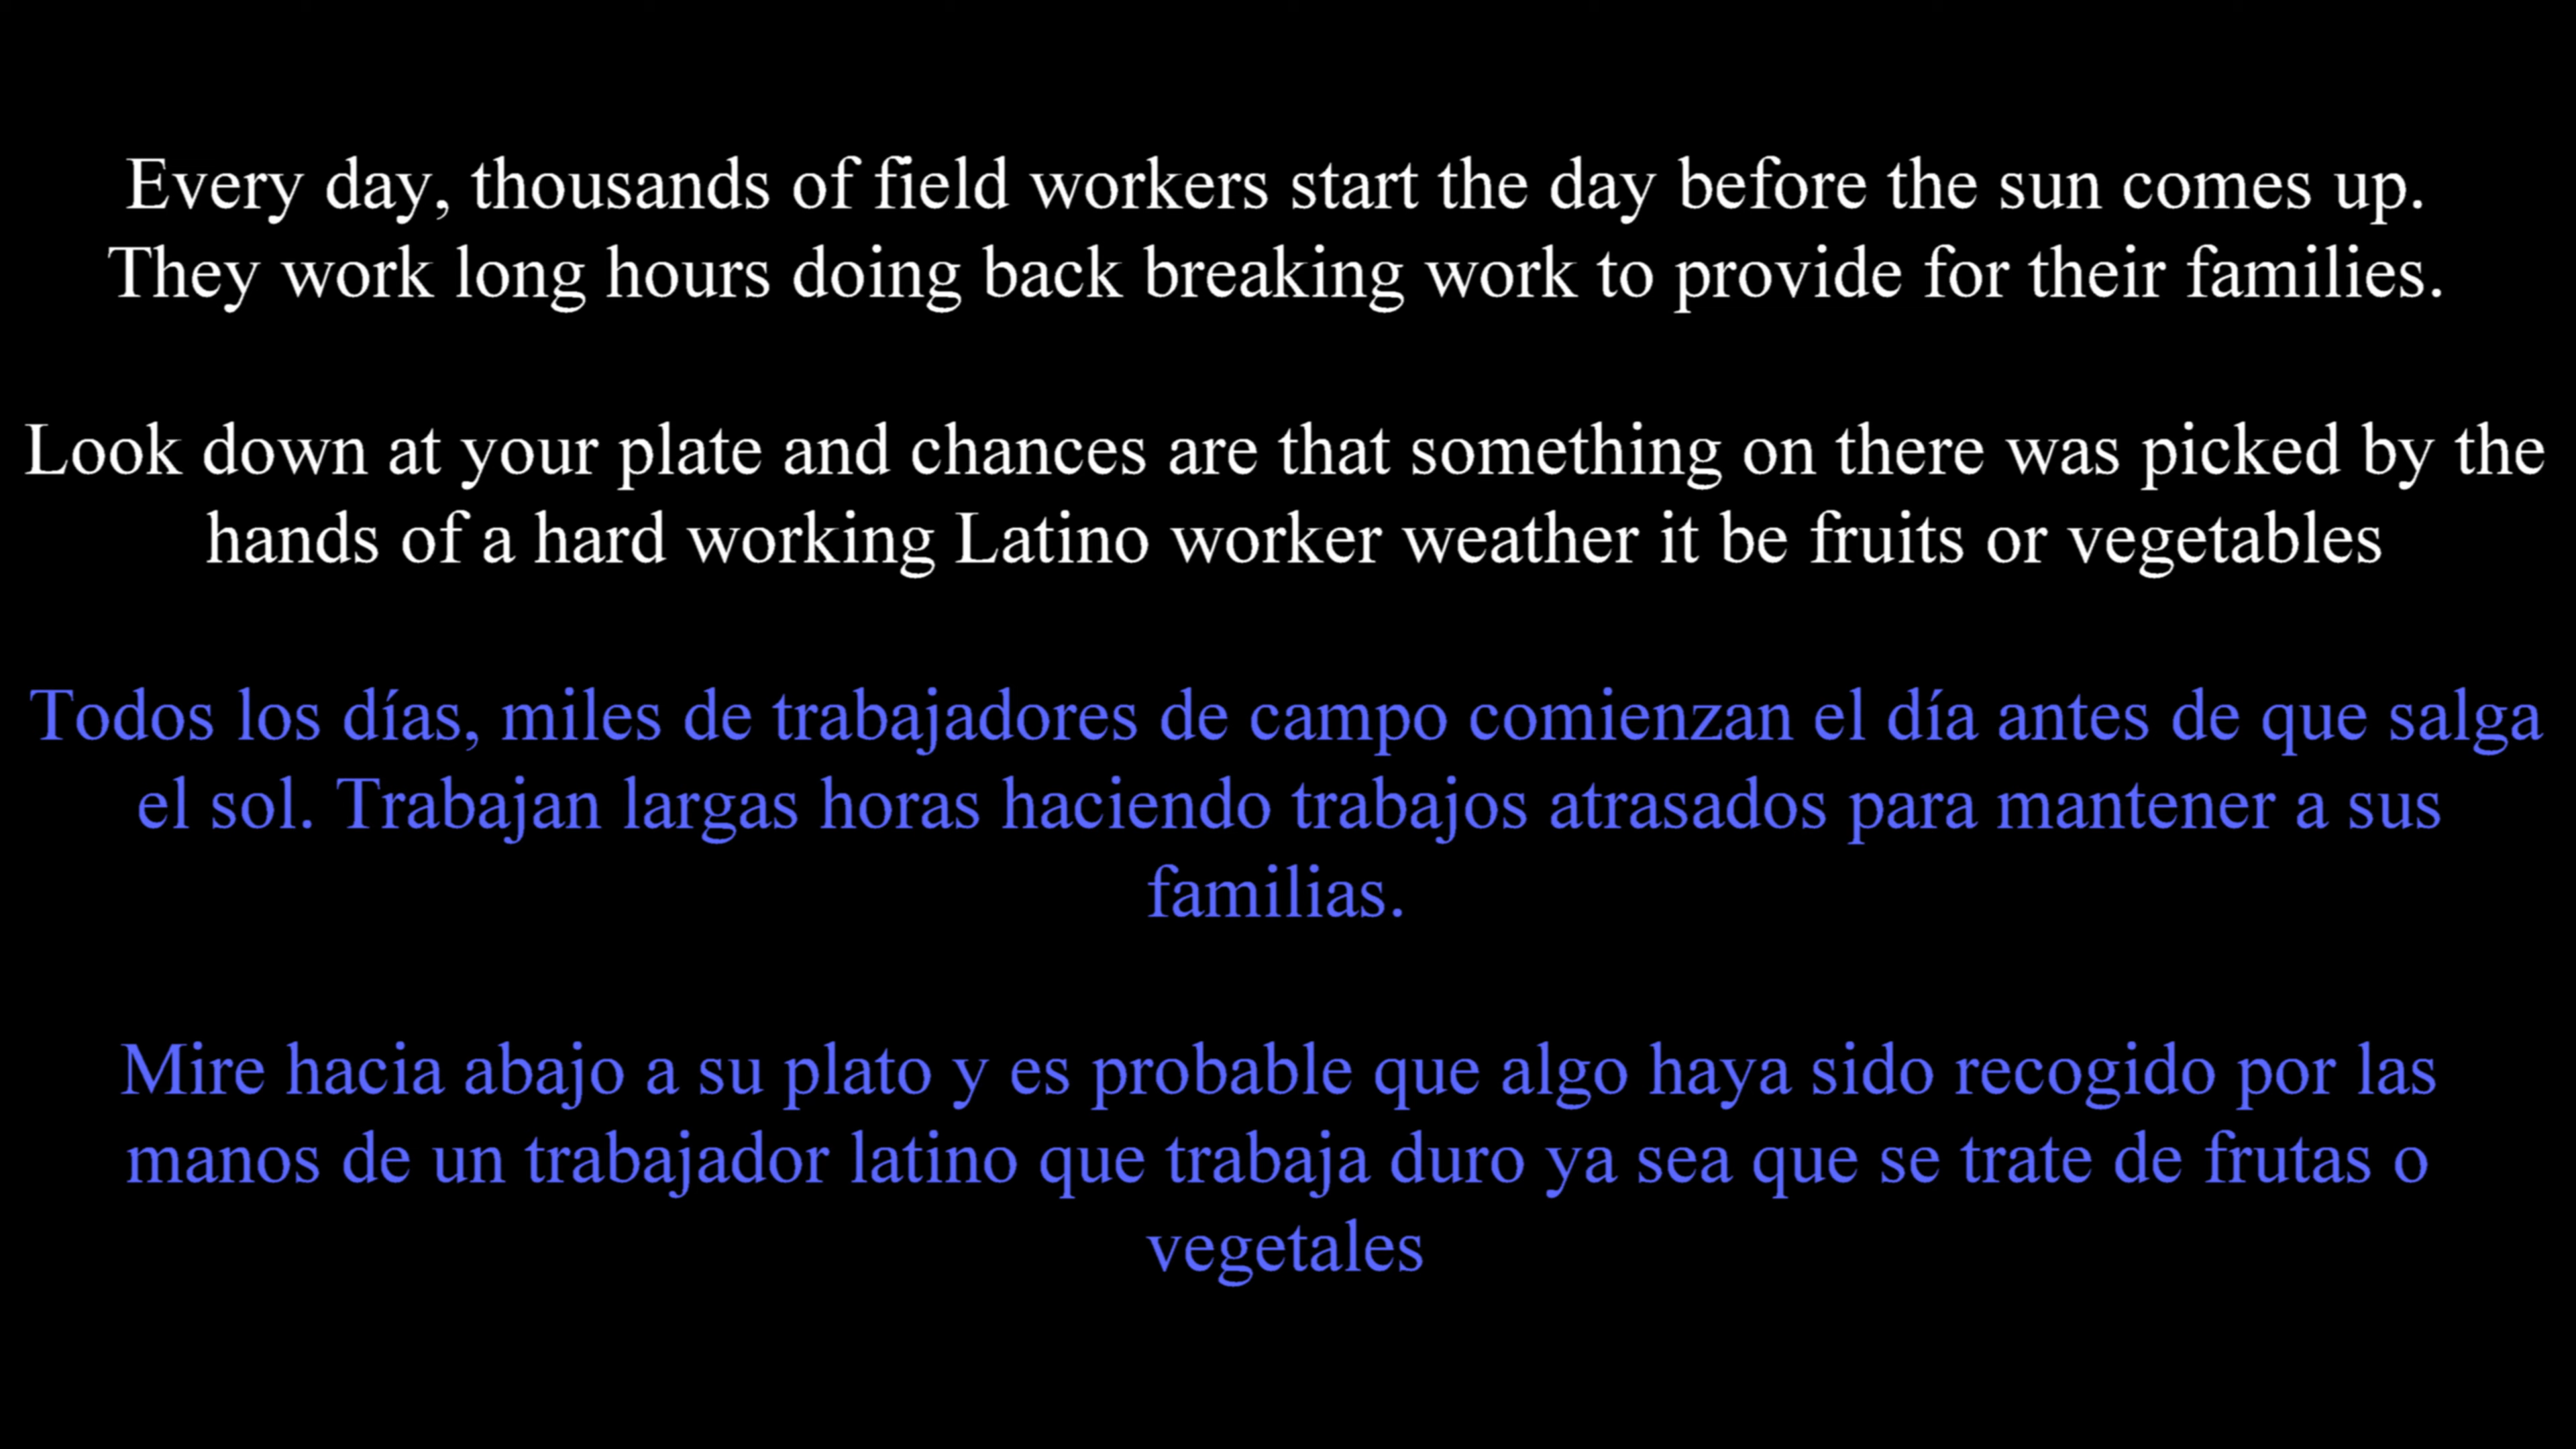 Every day, thousands of field workers start the day before the sun comes up.
They work long hours doing back breaking work to provide for their families.
Look down at your plate and chances are that something on there was picked by the
hands of a hard working Latino worker weather it be fruits or vegetables
Todos los días, miles de trabajadores de campo comienzan el día antes de que salga
el sol. Trabajan largas horas haciendo trabajos atrasados para mantener a sus
familias.
Mire hacia abajo a su plato y es probable que algo haya sido recogido por las
manos de un trabajador latino que trabaja duro ya sea que se trate de frutas o
vegetales